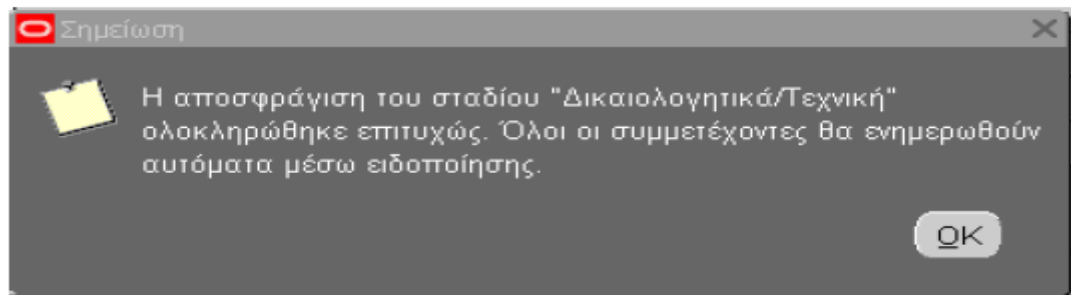 Σημείωση
Η αποσφράγιση του σταδίου "Δικαιολογητικά/Τεχνική"
ολοκληρώθηκε επιτυχώς. Όλοι οι συμμετέχοντες θα ενημερωθούν
αυτόματα μέσω ειδοποίησης.
OK